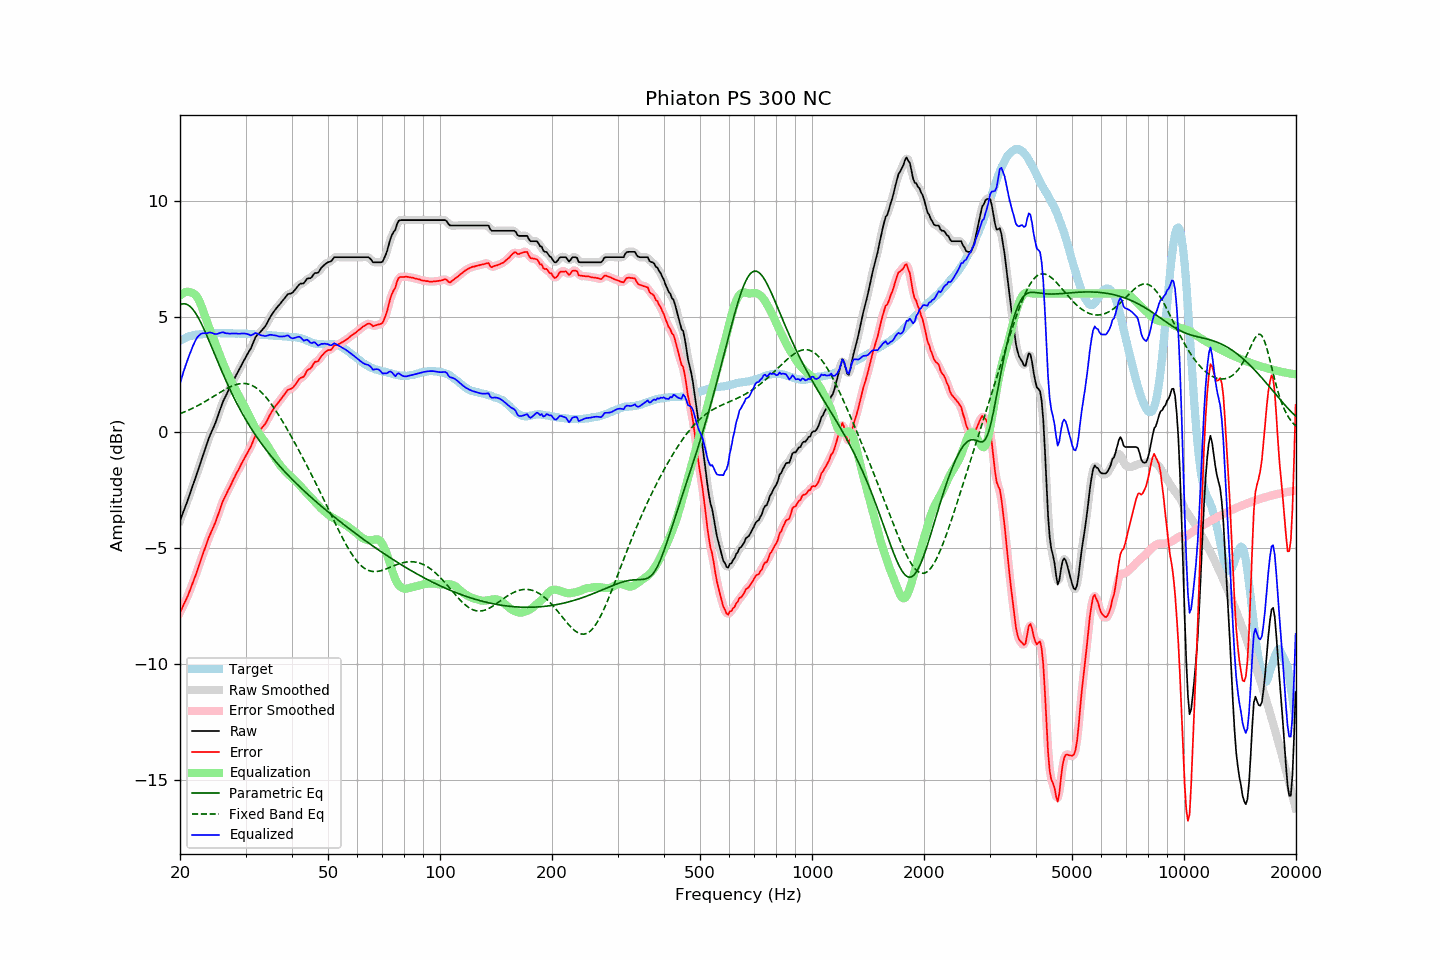 Phiaton PS 300 NC
Amplitude (dBr)
10
5
0
−5
−10
−15
Target
Raw Smoothed
Error Smoothed
Raw
Error
Equalization
Parametric Eq
Fixed Band Eq
Equalized
20 50 100 200 500 1000 2000 5000 10000 20000
Frequency (Hz)